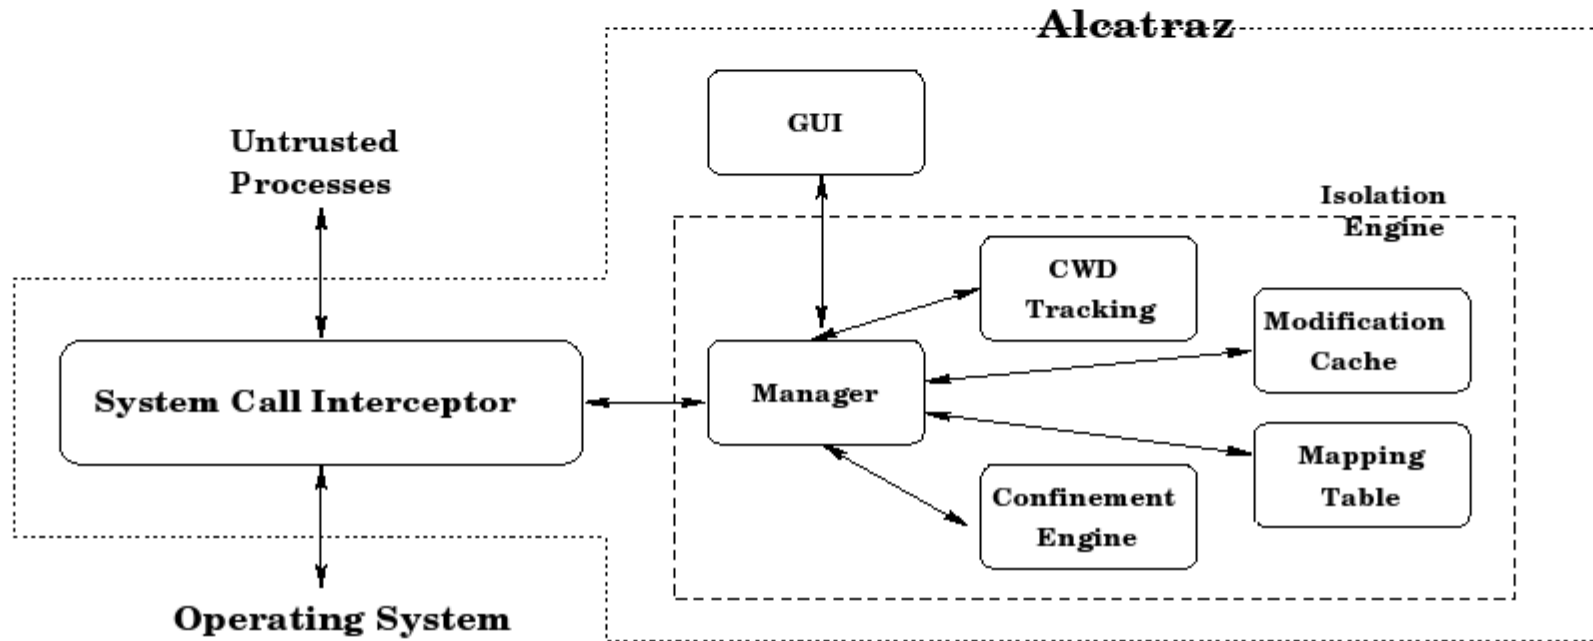 Alcatraz
GUI
Untrusted
Processes
Isolation
Engine
CWD
Tracking
Modification
Cache
System Call Interceptor
Manager
Mapping
Table
Confinement
Engine
Operating System